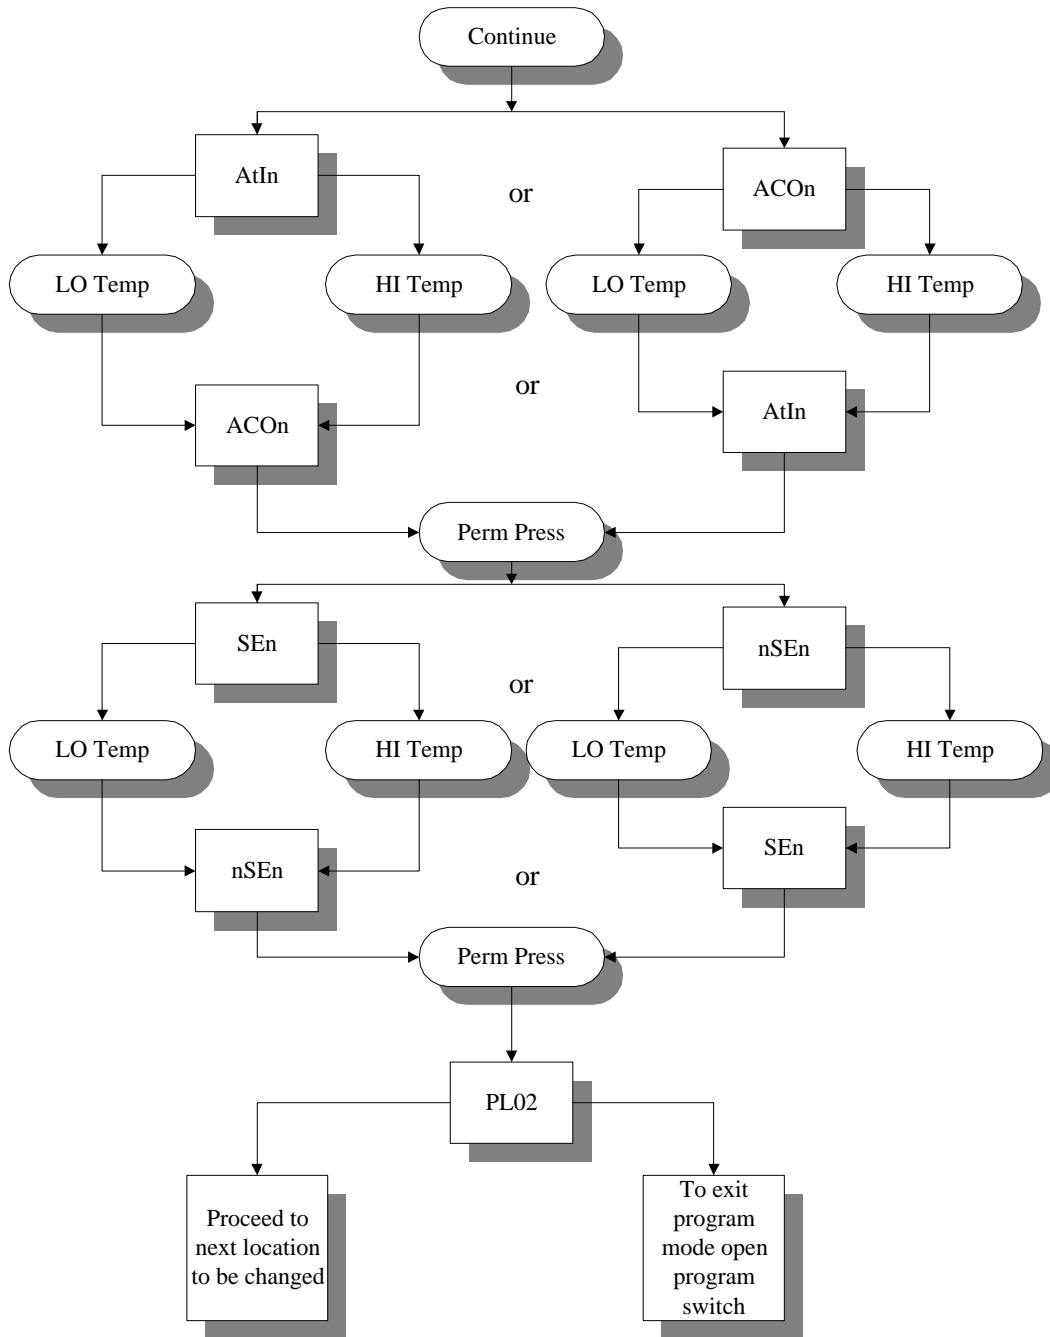 Continue
AtIn
or
ACOn
LO Temp
HI Temp
LO Temp
HI Temp
or
ACOn
AtIn
Perm Press
SEn
nSEn
or
LO Temp
HI Temp
LO Temp
HI Temp
nSEn
or
SEn
Perm Press
PL02
Proceed to
next location
to be changed
To exit
program
mode open
program
switch